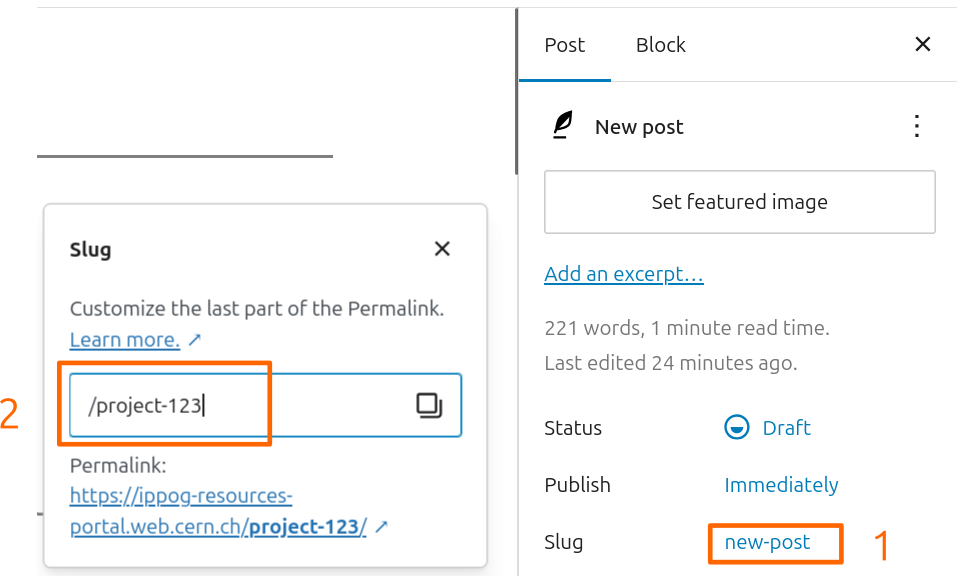 Post Block
New post
Set featured image
Add an excerpt...
221 words, 1 minute read time.
Last edited 24 minutes ago.
Status Draft
Publish Immediately
Slug new-post 1
Slug
Customize the last part of the Permalink.
Learn more. ↗
2 /project-123
Permalink:
https://ippog-resources-
portal.web.cern.ch/project-123/ ↗